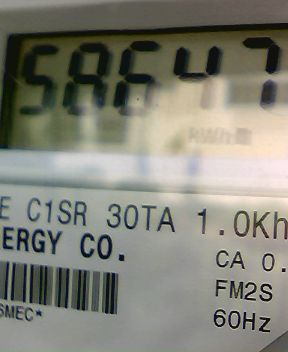 58647
kWh
E C1SR 30TA 1.0Kh
ERGY CO.
CA 0.
FM2S
SMEC*
60Hz